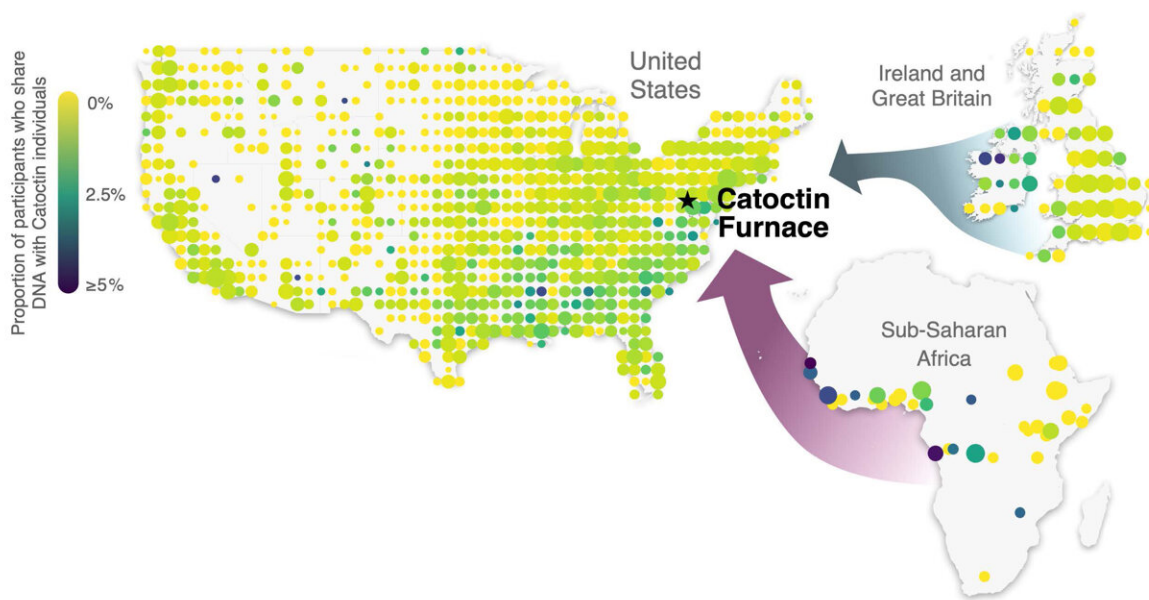 Proportion of participants who share
DNA with Catoctin individuals
0%
2.5%
≥5%
United
States
Ireland and
Great Britain
Catoctin
Furnace
Sub-Saharan
Africa